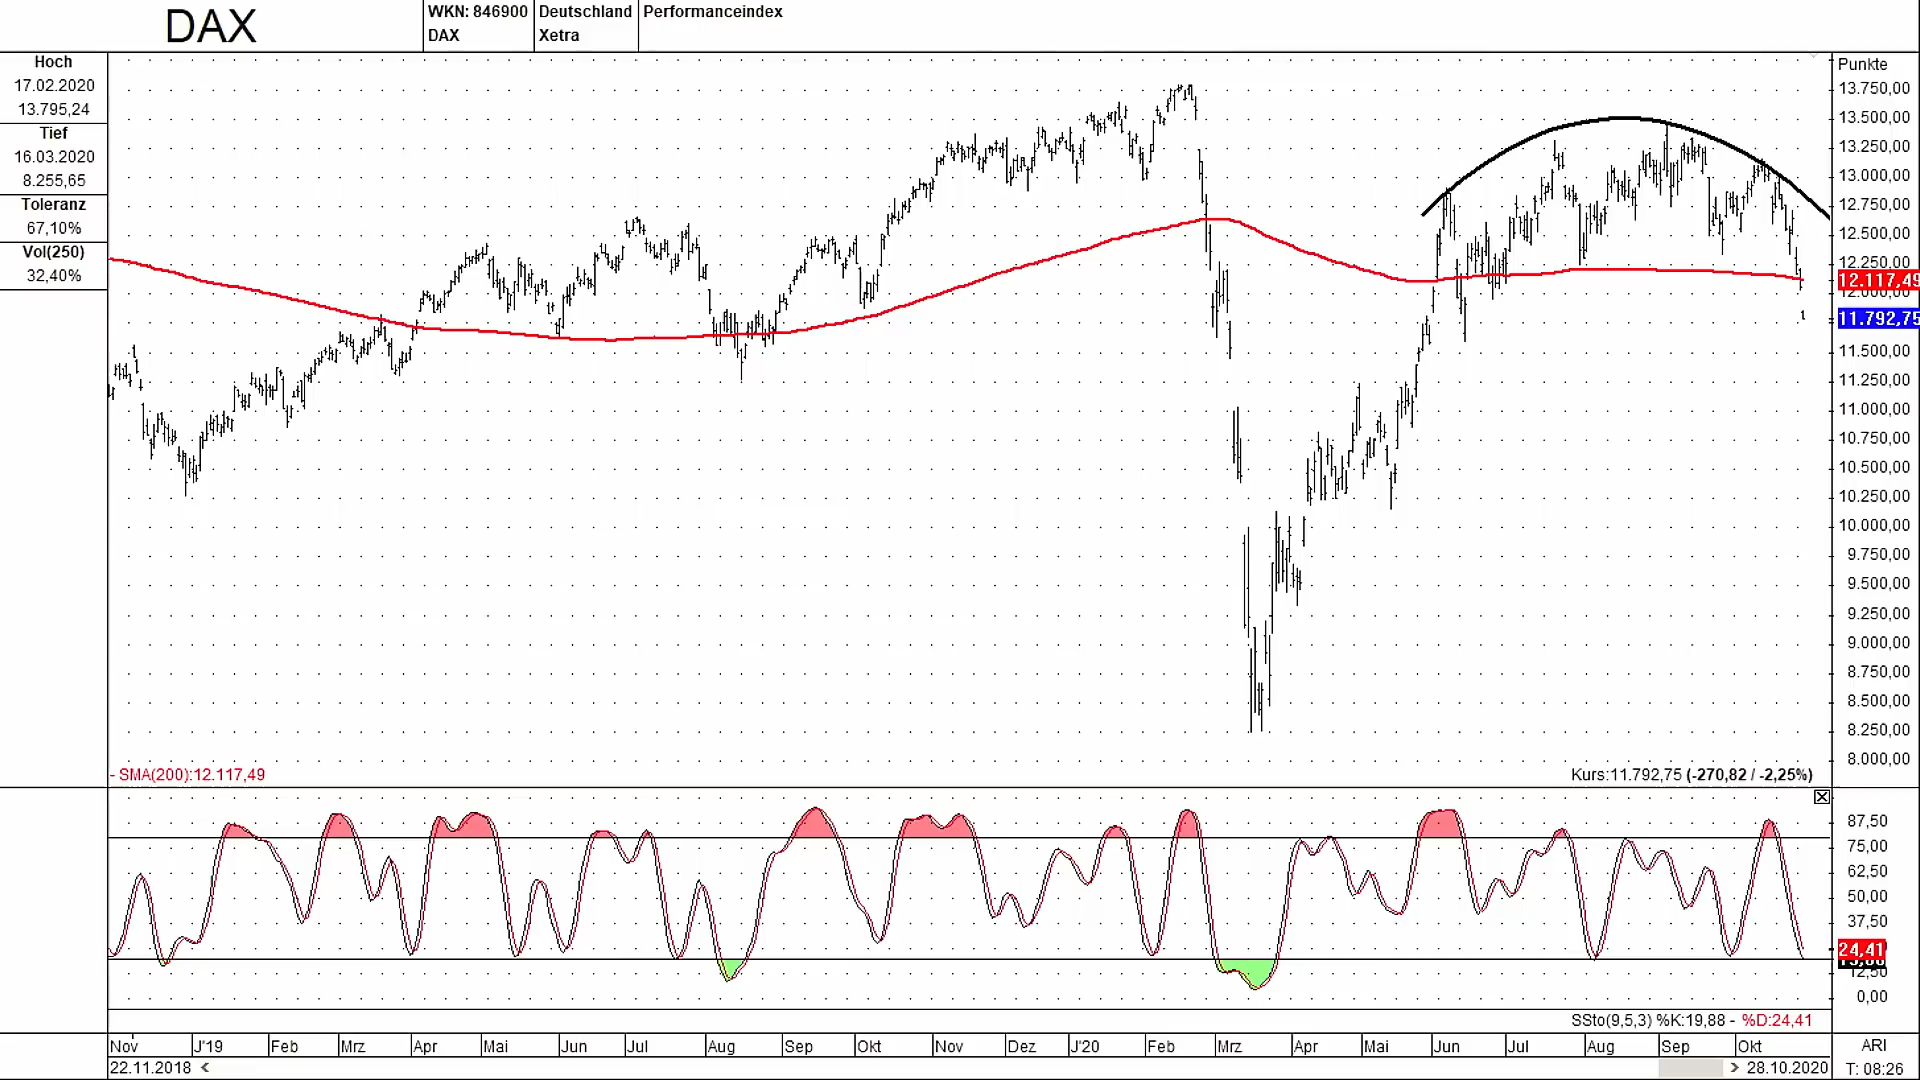 DAX
WKN: 846900
DAX
Deutschland
Xetra
Performanceindex
Hoch
17.02.2020
13.795,24
Tief
16.03.2020
8.255,65
Toleranz
67,10%
Vol(250)
32,40%
Punkte
13.750,00
13.500,00
13.250,00
13.000,00
12.750,00
12.500,00
12.250,00
12.117,49
12.000,00
11.792,75
11.500,00
11.250,00
11.000,00
10.750,00
10.500,00
10.250,00
10.000,00
9.750,00
9.500,00
9.250,00
9.000,00
8.750,00
8.500,00
8.250,00
8.000,00
- SMA(200):12.117,49
Kurs:11.792,75 (-270,82 / -2,25%)
87,50
75,00
62,50
50,00
37,50
24,41
12,50
0,00
SSto(9,5,3) %K:19,88 - %D:24,41
Nov J'19 Feb Mrz Apr Mai Jun Jul Aug Sep Okt Nov Dez J'20 Feb Mrz Apr Mai Jun Jul Aug Sep Okt
ARI
22.11.2018 < > 28.10.2020
T: 08:26